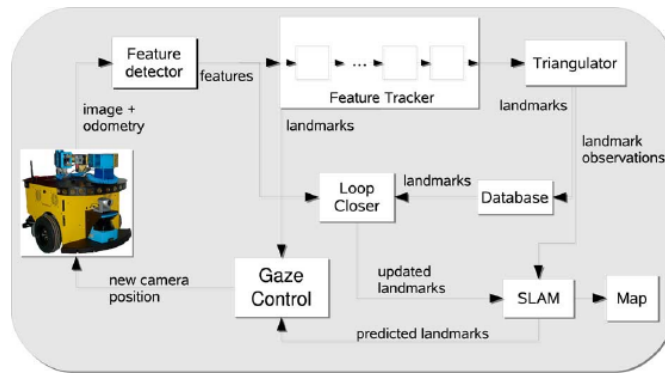 Feature
detector
features
...
Feature Tracker
Triangulator
image +
odometry
landmarks
landmarks
landmark
observations
Loop
Closer
landmarks
Database
new camera
position
Gaze
Control
updated
landmarks
SLAM
Map
predicted landmarks